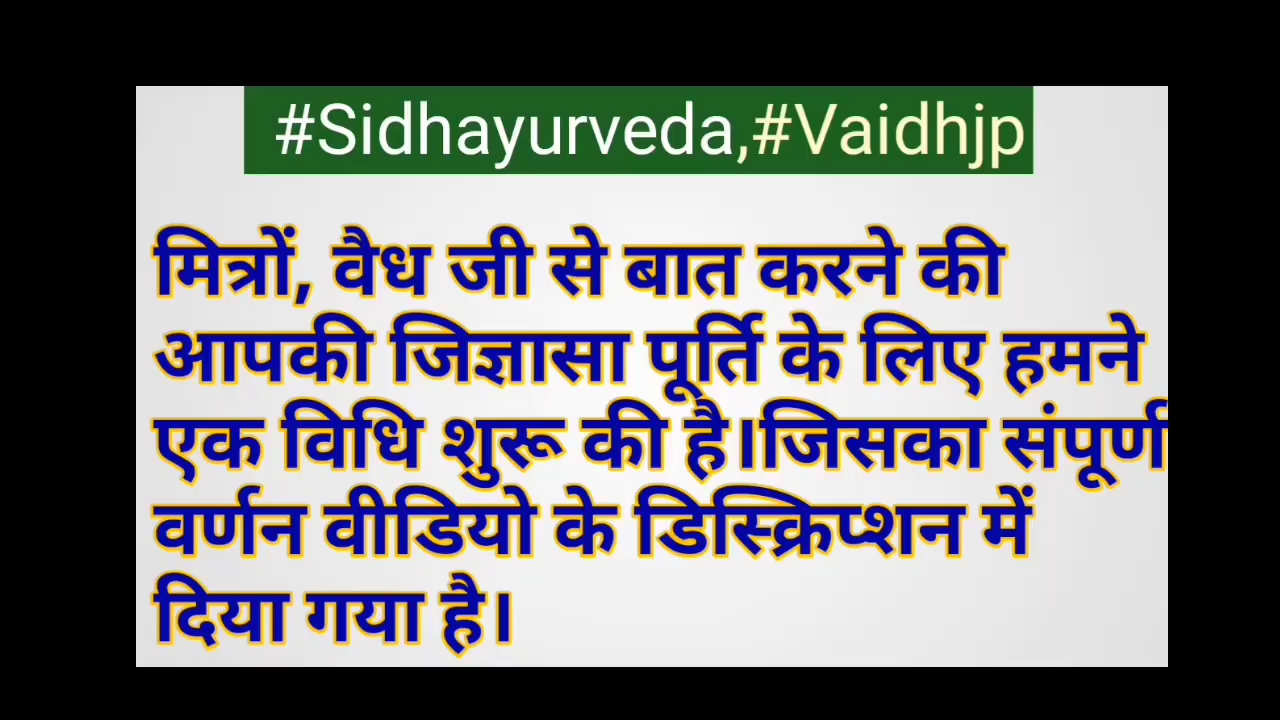 #Sidhayurveda,#Vaidhjp
मित्रों, वैध जी से बात करने की
आपकी जिज्ञासा पूर्ति के लिए हमने
एक विधि शुरू की है।जिसका संपूर्ण
वर्णन वीडियो के डिस्क्रिप्शन में
दिया गया है।